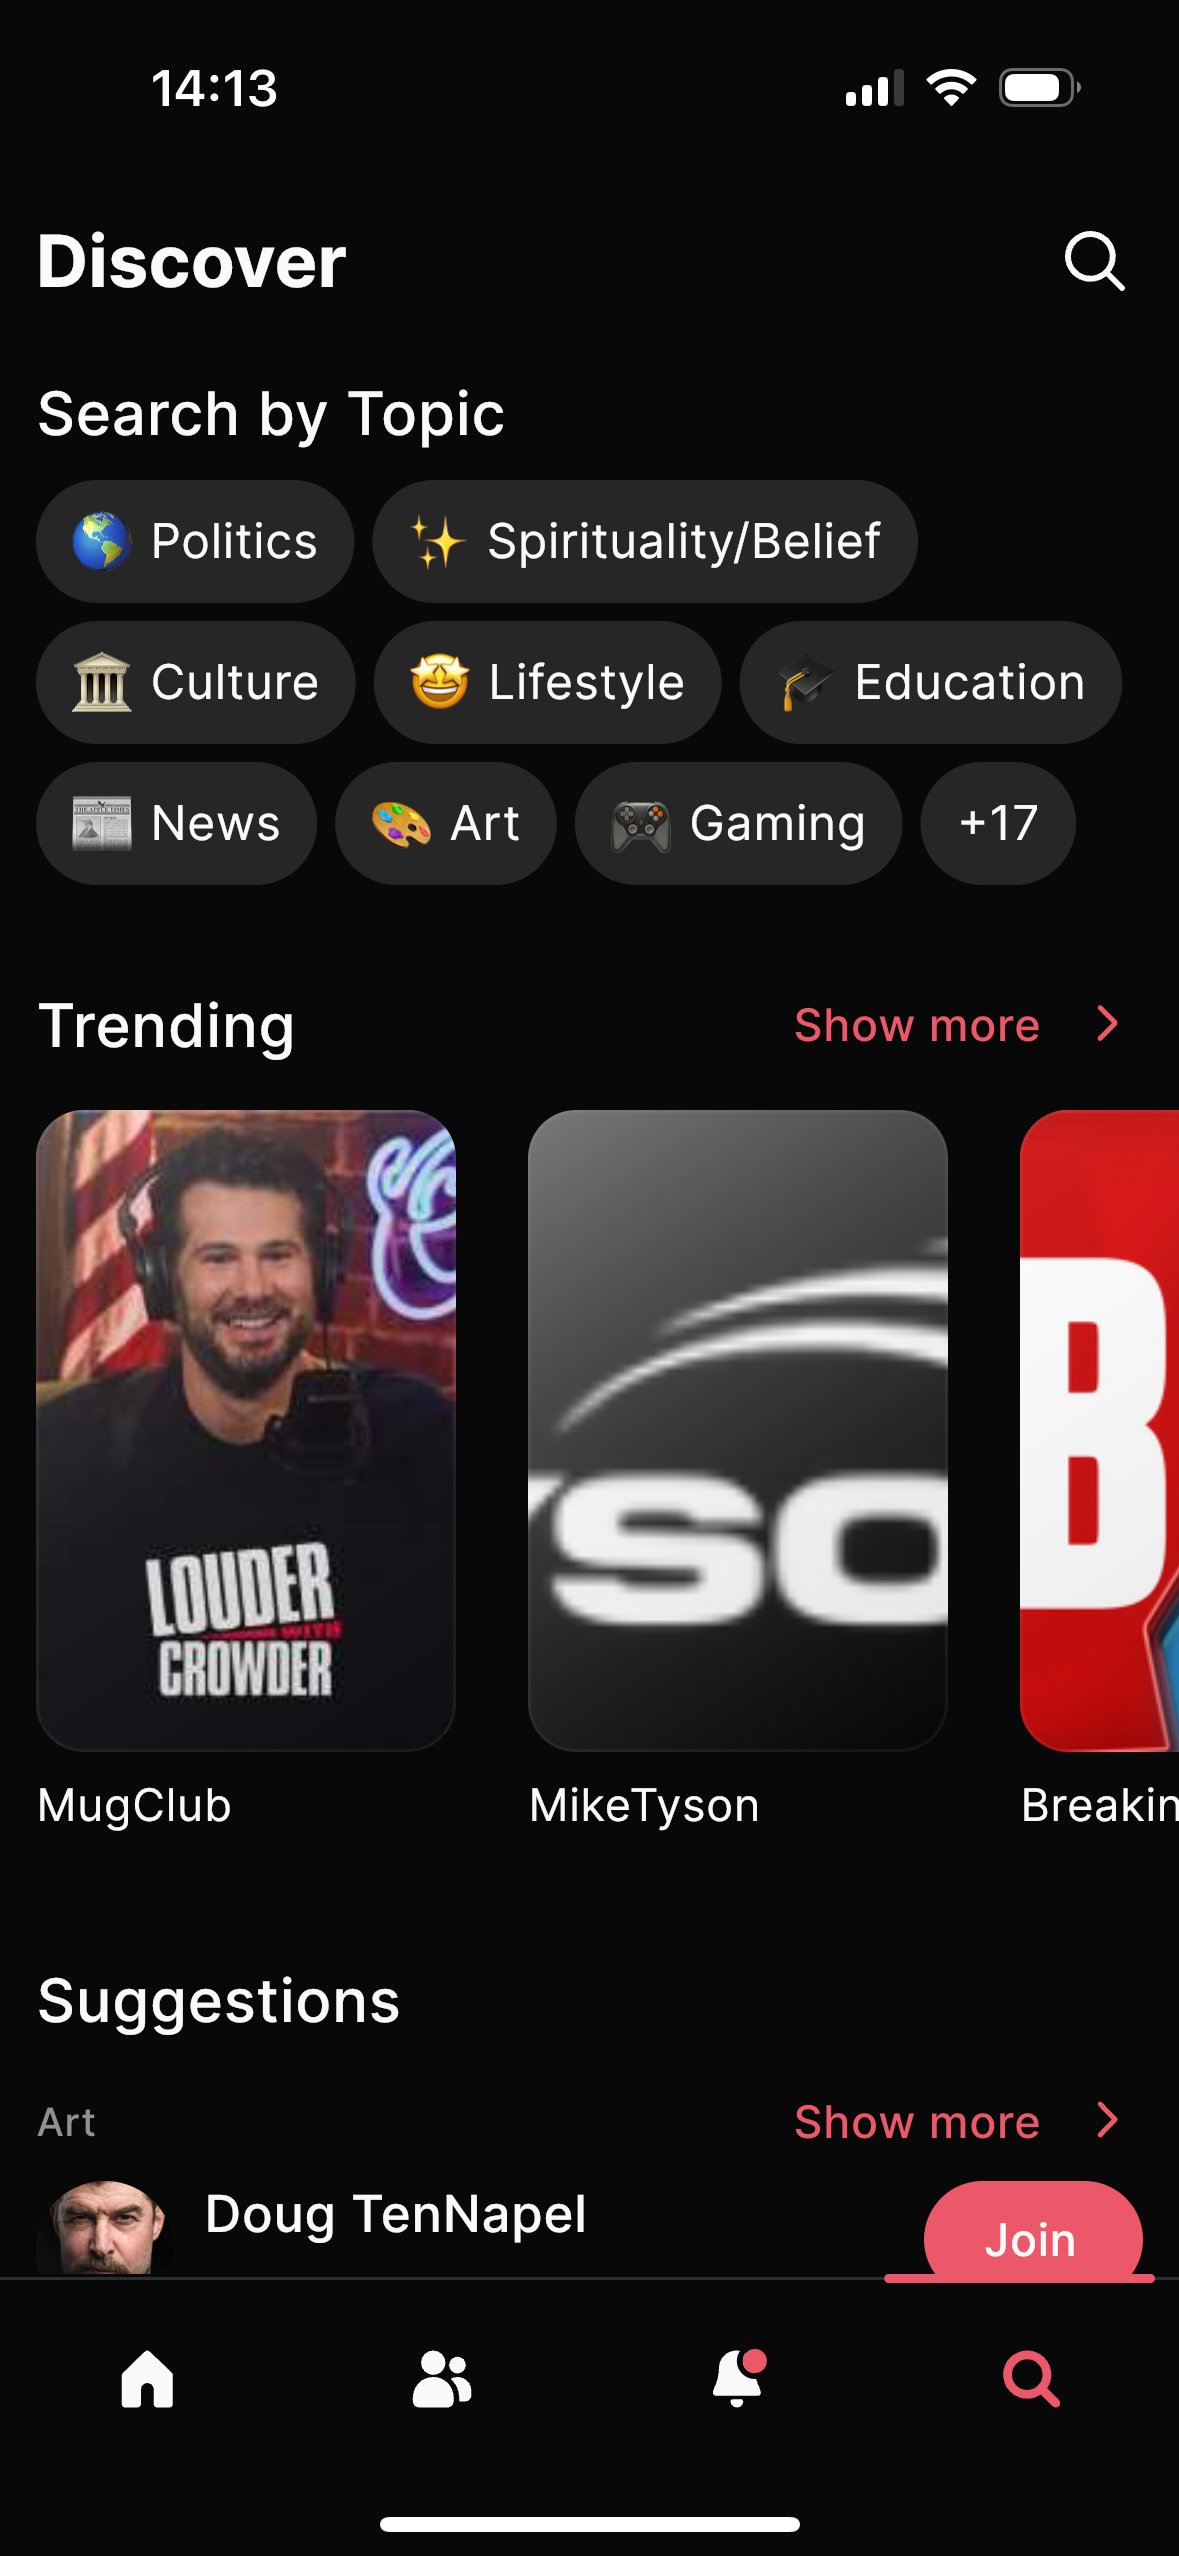 14:13
Discover
Search by Topic
Politics
Spirituality/Belief
Culture
Lifestyle
Education
News
Art
Gaming
+17
Trending
Show more
LOUDER
WITH
CROWDER
YSO
B
MugClub
MikeTyson
Breakin
Suggestions
Art
Show more
Doug TenNapel
Join